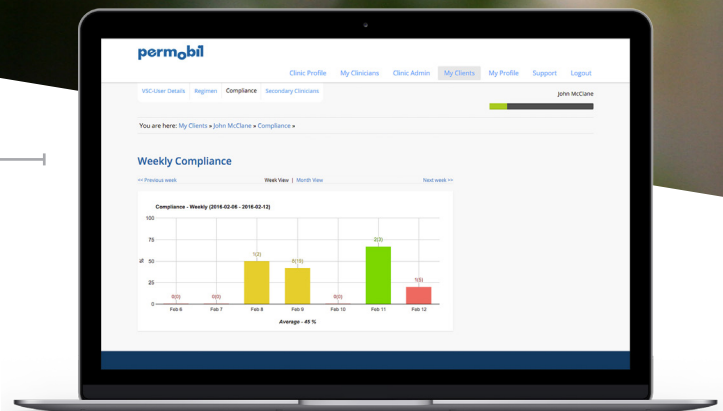 permobil
Clinic Profile My Clinicians Clinic Admin My Clients My Profile Support Logout
VSC-User Details Regimen Compliance Secondary Clinicians
John McClane
You are here: My Clients » John McClane » Compliance »
Weekly Compliance
<< Previous week Week View | Month View Next week >>
Compliance - Weekly (2016-02-06 - 2016-02-12)
100
75
50
25
0
%
0(0) 0(0) 1(2) 0(0) 2(3) 1(5)
Feb 6 Feb 7 Feb 8 Feb 9 Feb 10 Feb 11 Feb 12
Average - 45 %